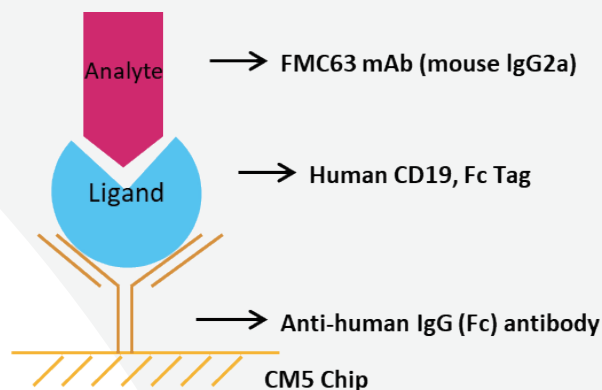 Analyte
FMC63 mAb (mouse IgG2a)
Ligand
Human CD19, Fc Tag
Anti-human IgG (Fc) antibody
CM5 Chip